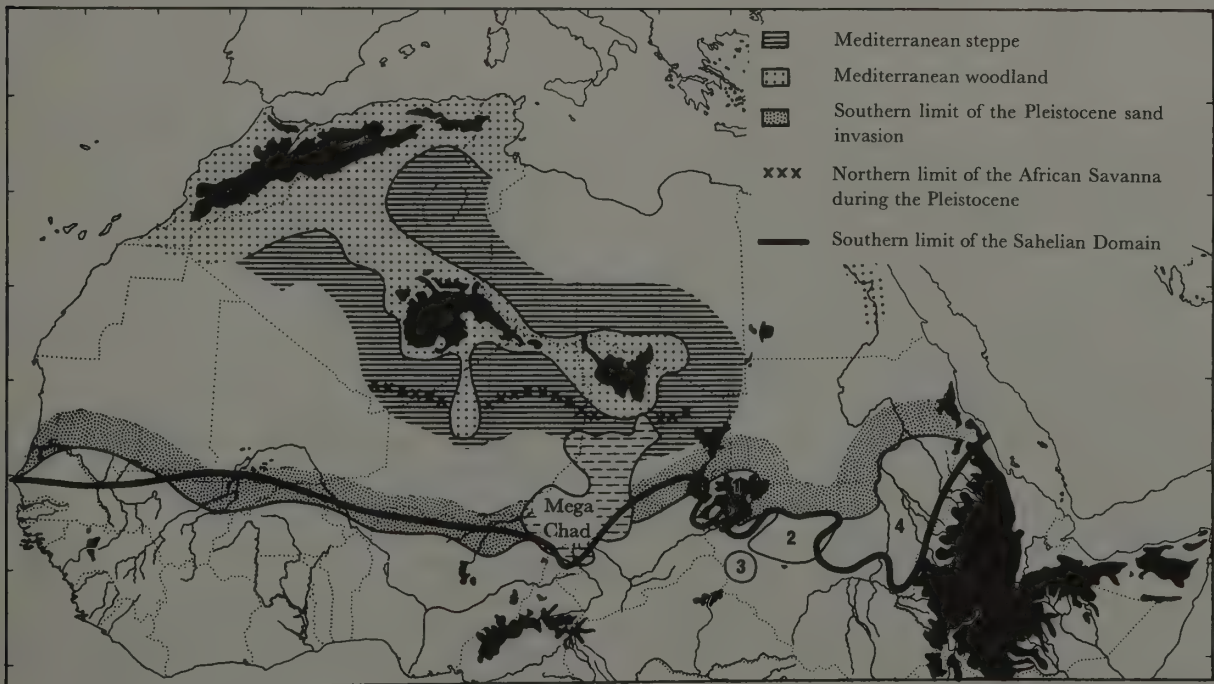 Mediterranean steppe
Mediterranean woodland
Southern limit of the Pleistocene sand
invasion
xxx Northern limit of the African Savanna
during the Pleistocene
Southern limit of the Sahelian Domain
1
Mega
Chad
2
3
4